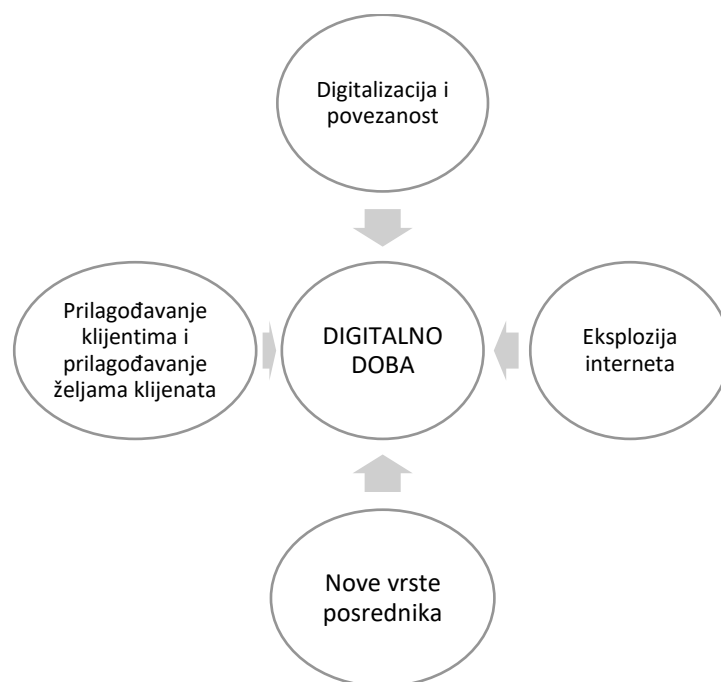 Digitalizacija i
povezanost
Prilagođavanje
klijentima i
prilagođavanje
željama klijenata
DIGITALNO
DOBA
Eksplozija
interneta
Nove vrste
posrednika